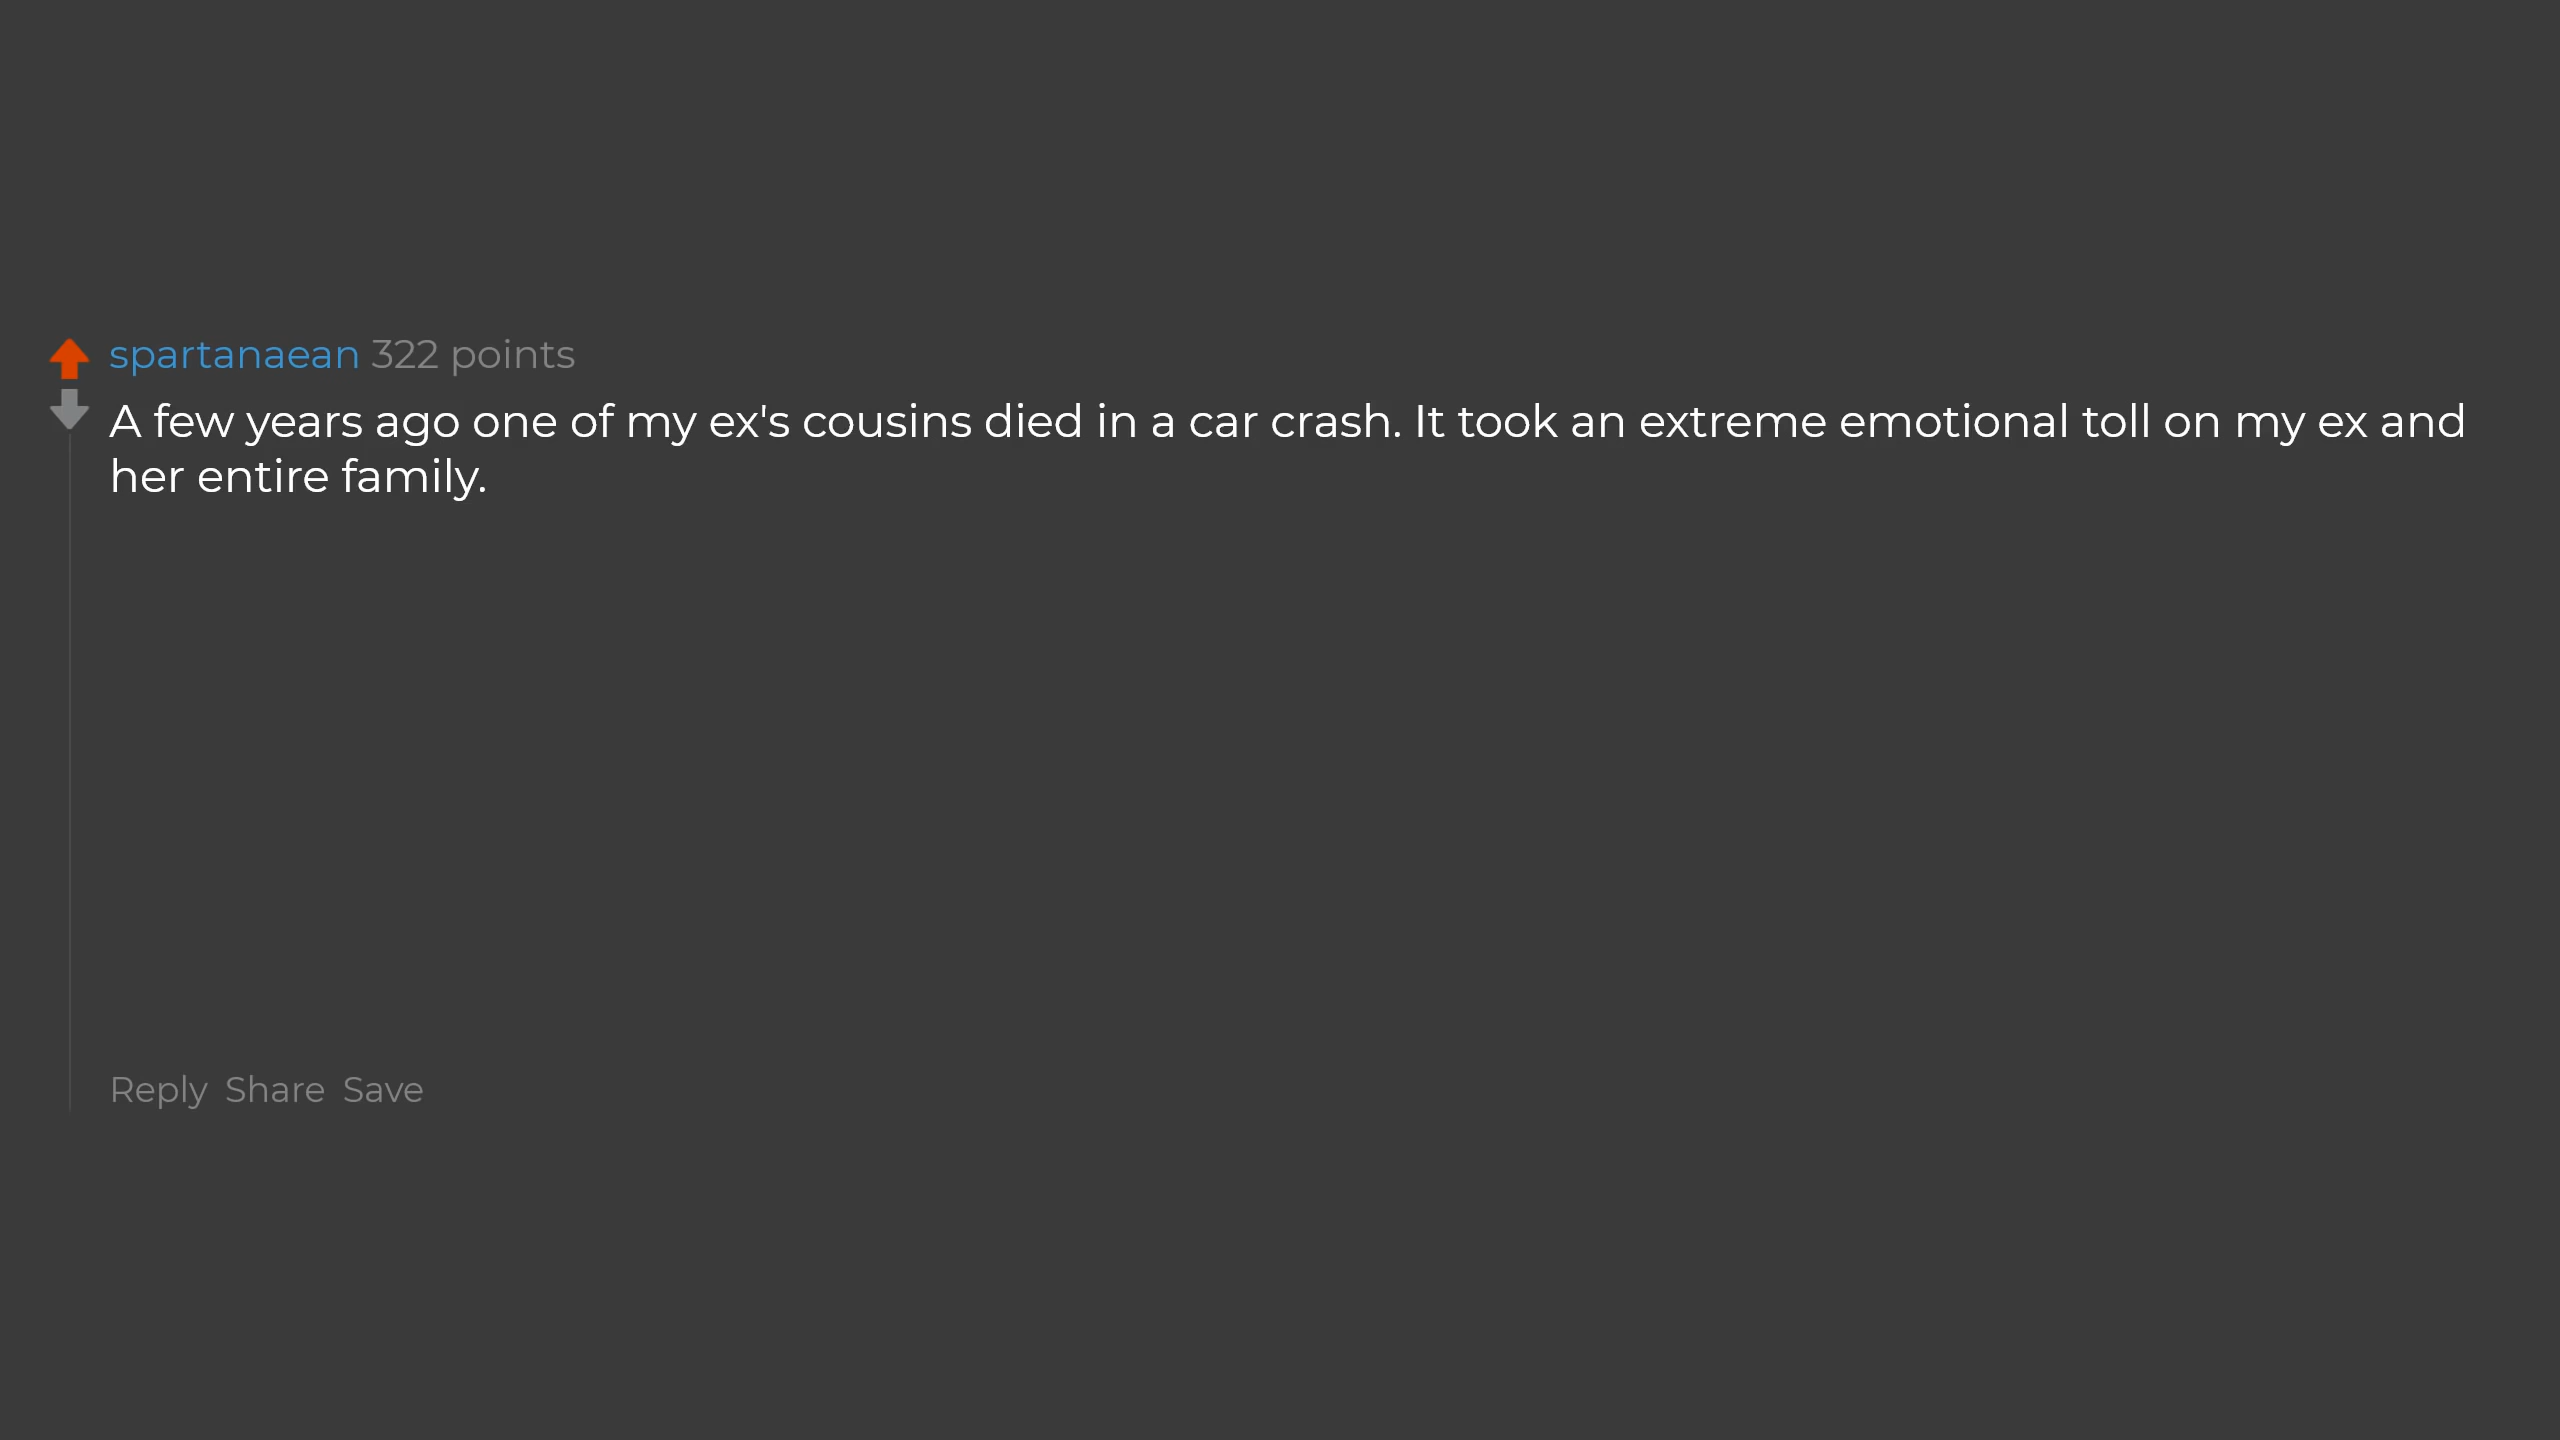 spartanaean 322 points
A few years ago one of my ex's cousins died in a car crash. It took an extreme emotional toll on my ex and
her entire family.
Reply Share Save